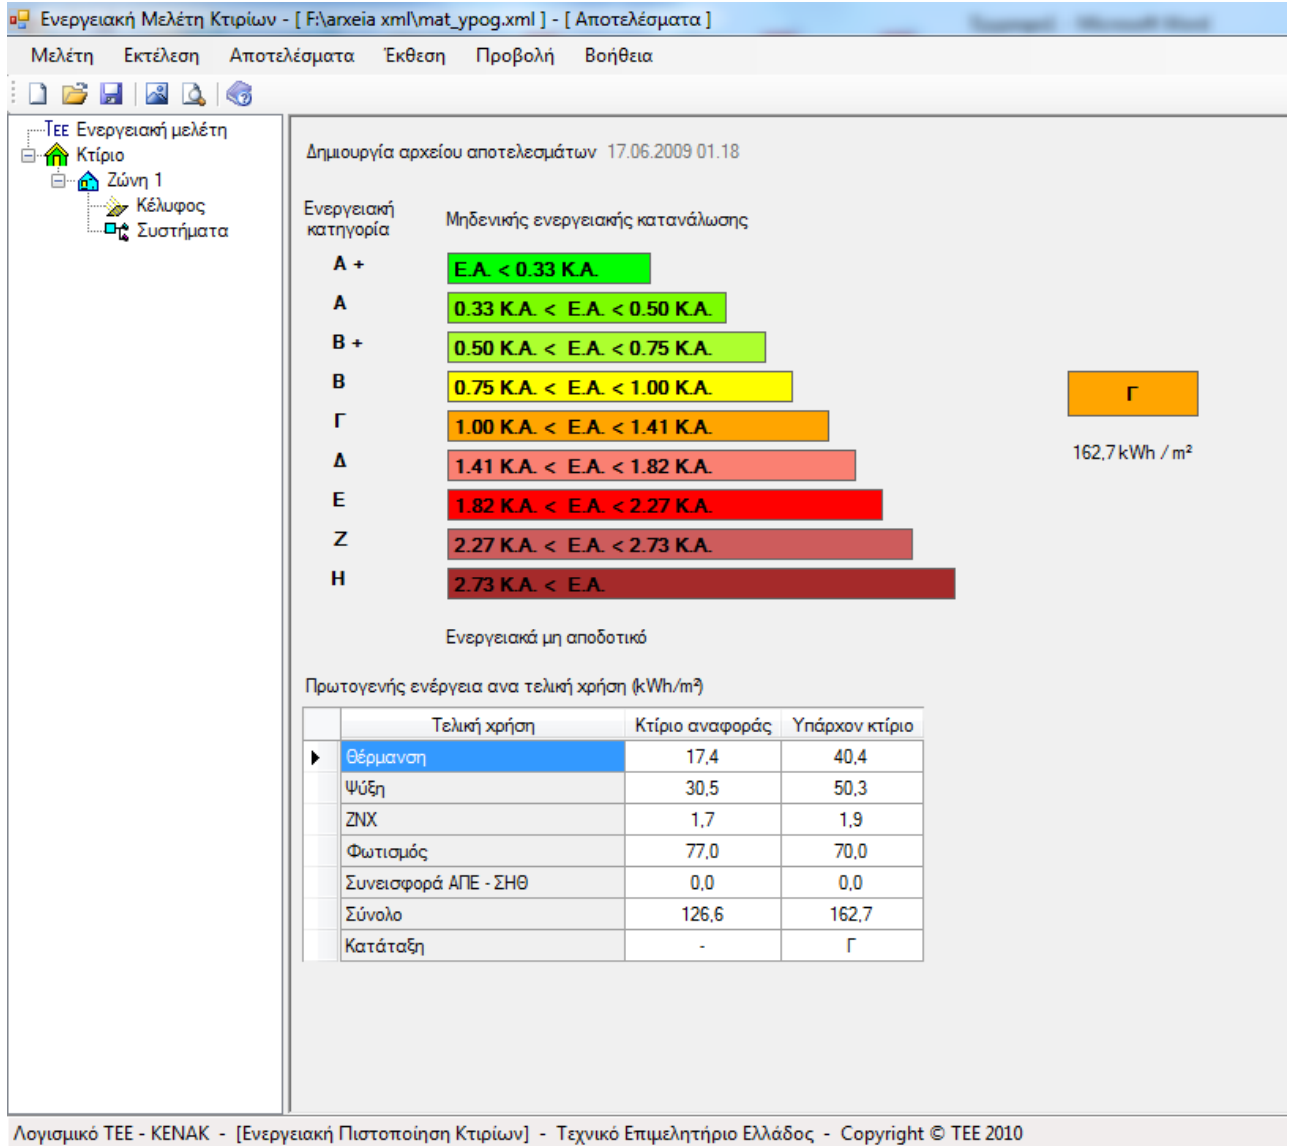 Ενεργειακή Μελέτη Κτιρίων - [ F:\arxeia xml\mat_ypog.xml ] - [ Αποτελέσματα ]
Μελέτη Εκτέλεση Αποτελέσματα Έκθεση Προβολή Βοήθεια
TEE Ενεργειακή μελέτη
Κτίριο
Ζώνη 1
Κέλυφος
Συστήματα
Δημιουργία αρχείου αποτελεσμάτων 17.06.2009 01.18
Ενεργειακή κατηγορία
Μηδενικής ενεργειακής κατανάλωσης
A + E.A. < 0.33 K.A.
A 0.33 K.A. < E.A. < 0.50 K.A.
B + 0.50 K.A. < E.A. < 0.75 K.A.
B 0.75 K.A. < E.A. < 1.00 K.A.
Γ 1.00 K.A. < E.A. < 1.41 K.A.
Δ 1.41 K.A. < E.A. < 1.82 K.A.
E 1.82 K.A. < E.A. < 2.27 K.A.
Z 2.27 K.A. < E.A. < 2.73 K.A.
H 2.73 K.A. < E.A.
Γ
162,7 kWh / m²
Ενεργειακά μη αποδοτικό
Πρωτογενής ενέργεια ανα τελική χρήση (kWh/m²)
Τελική χρήση Κτίριο αναφοράς Υπάρχον κτίριο
Θέρμανση 17,4 40,4
Ψύξη 30,5 50,3
ZNX 1,7 1,9
Φωτισμός 77,0 70,0
Συνεισφορά ΑΠΕ - ΣΗΘ 0,0 0,0
Σύνολο 126,6 162,7
Κατάταξη - Γ
Λογισμικό TEE - KENAK - [Ενεργειακή Πιστοποίηση Κτιρίων] - Τεχνικό Επιμελητήριο Ελλάδος - Copyright © TEE 2010